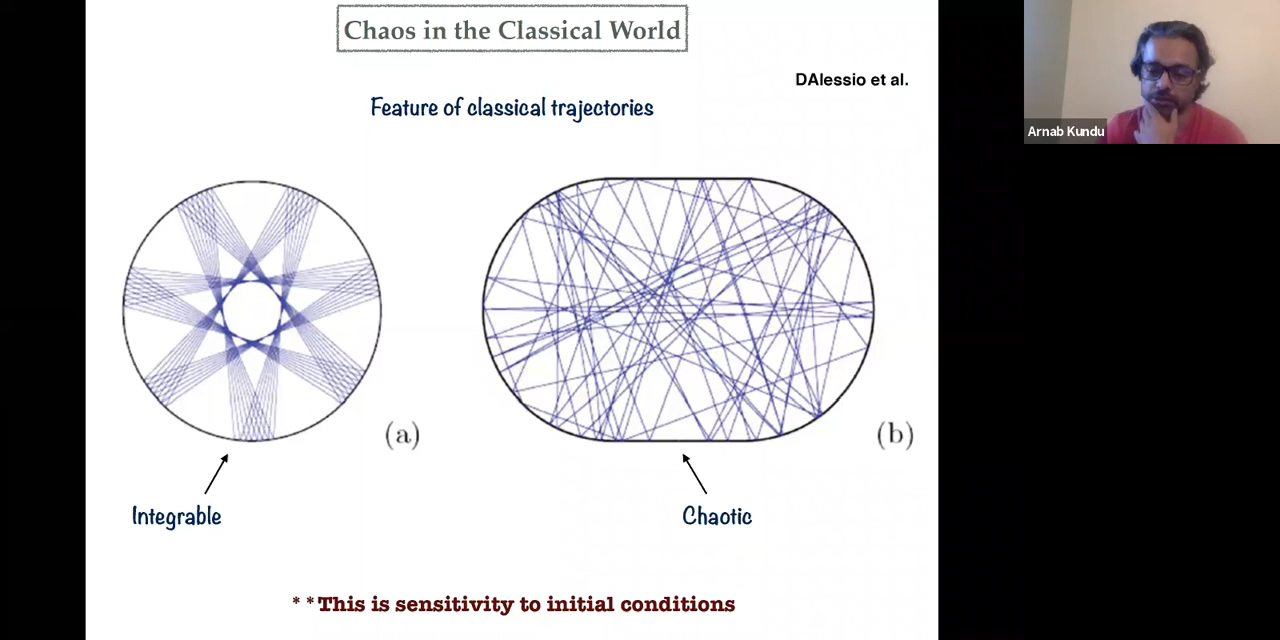 Chaos in the Classical World
DAlessio et al.
Feature of classical trajectories
Arnab Kundu
(a)
(b)
Integrable
Chaotic
**This is sensitivity to initial conditions